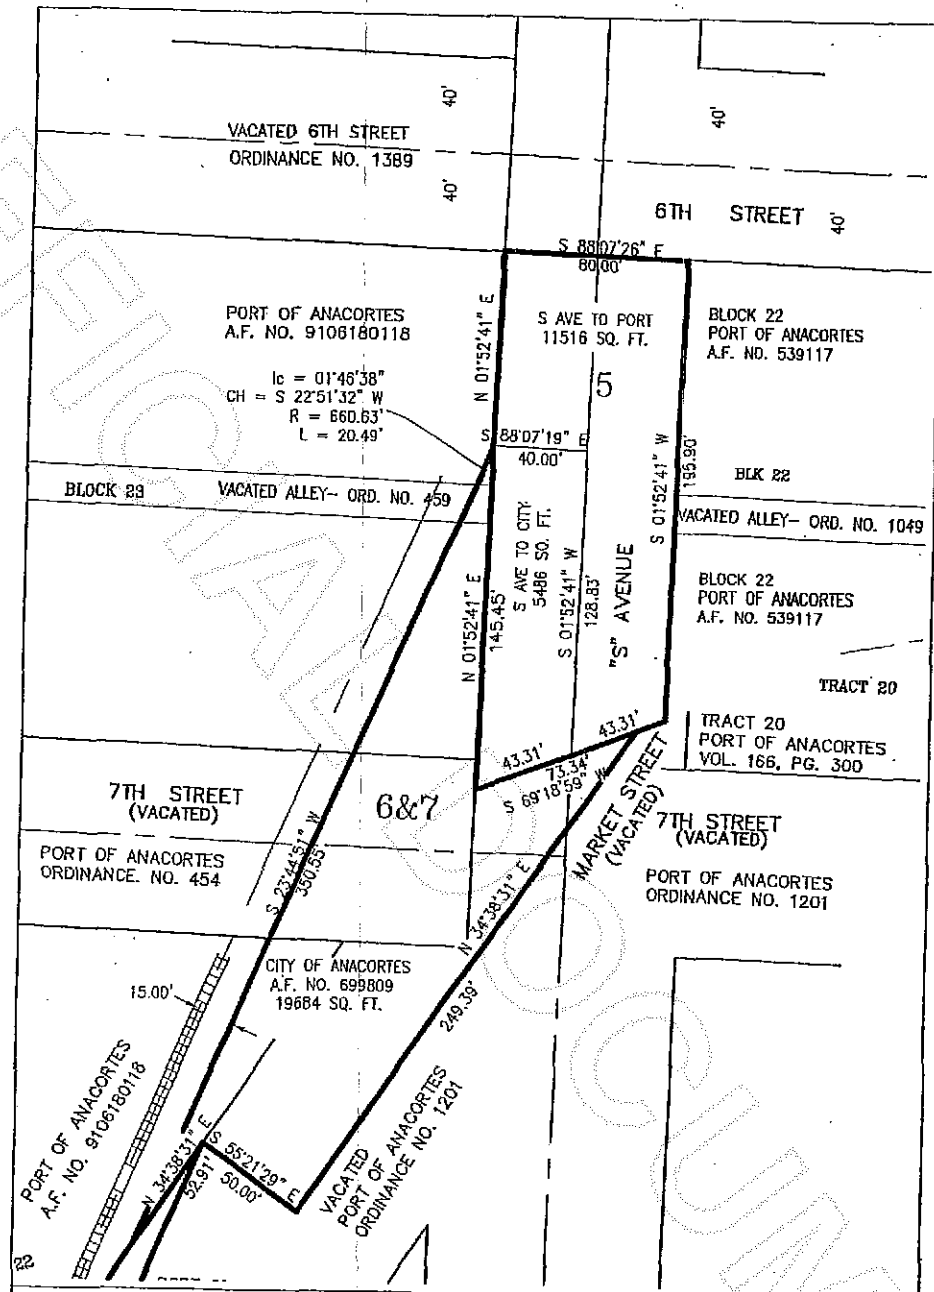 40'
40'
VACATED 6TH STREET
ORDINANCE NO. 1389
40'
6TH STREET
40'
S 88°07'26" E
80.00'
PORT OF ANACORTES
A.F. NO. 9106180118
N 01°52'41" E
S AVE TO PORT
11516 SQ. FT.
BLOCK 22
PORT OF ANACORTES
A.F. NO. 539117
5
lc = 01°46'38"
CH = S 22°51'32" W
R = 660.63'
L = 20.49'
S 88°07'19" E
40.00'
S 01°52'41" W
195.90'
BLK 22
BLOCK 23
VACATED ALLEY- ORD. NO. 459
VACATED ALLEY- ORD. NO. 1049
S AVE TO CITY
5486 SQ. FT.
N 01°52'41" E
145.45'
S 01°52'41" W
128.83'
"S" AVENUE
BLOCK 22
PORT OF ANACORTES
A.F. NO. 539117
TRACT 20
TRACT 20
PORT OF ANACORTES
VOL. 166, PG. 300
43.31'
43.31'
73.34'
S 69°18'59" W
MARKET STREET
(VACATED)
7TH STREET
(VACATED)
6&7
7TH STREET
(VACATED)
PORT OF ANACORTES
ORDINANCE. NO. 454
PORT OF ANACORTES
ORDINANCE NO. 1201
S 23°44'51" W
350.55'
N 34°38'31" E
249.39'
CITY OF ANACORTES
A.F. NO. 699809
19684 SQ. FT.
15.00'
PORT OF ANACORTES
A.F. NO. 9106180118
N 34°38'31" E
52.91'
S 55°21'29" E
50.00'
VACATED
PORT OF ANACORTES
ORDINANCE NO. 1201
22